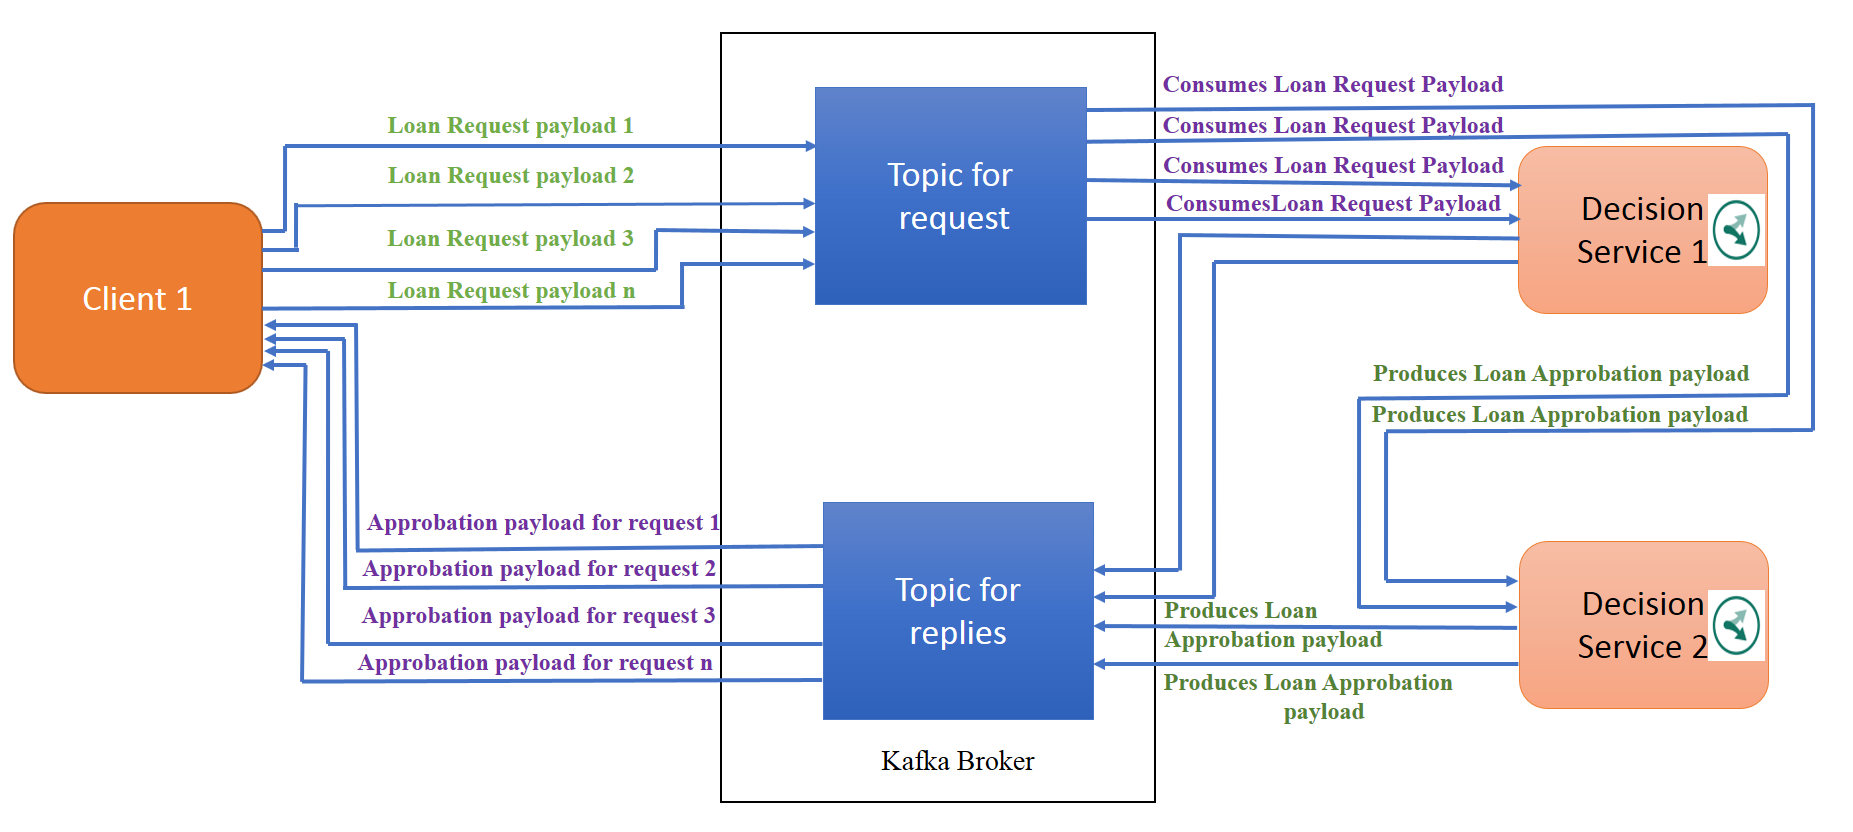 Loan Request payload 1
Loan Request payload 2
Loan Request payload 3
Loan Request payload n
Client 1
Topic for
request
Consumes Loan Request Payload
Consumes Loan Request Payload
Consumes Loan Request Payload
ConsumesLoan Request Payload
Decision
Service 1
Produces Loan Approbation payload
Produces Loan Approbation payload
Approbation payload for request 1
Approbation payload for request 2
Approbation payload for request 3
Approbation payload for request n
Topic for
replies
Produces Loan
Approbation payload
Produces Loan Approbation
payload
Decision
Service 2
Kafka Broker